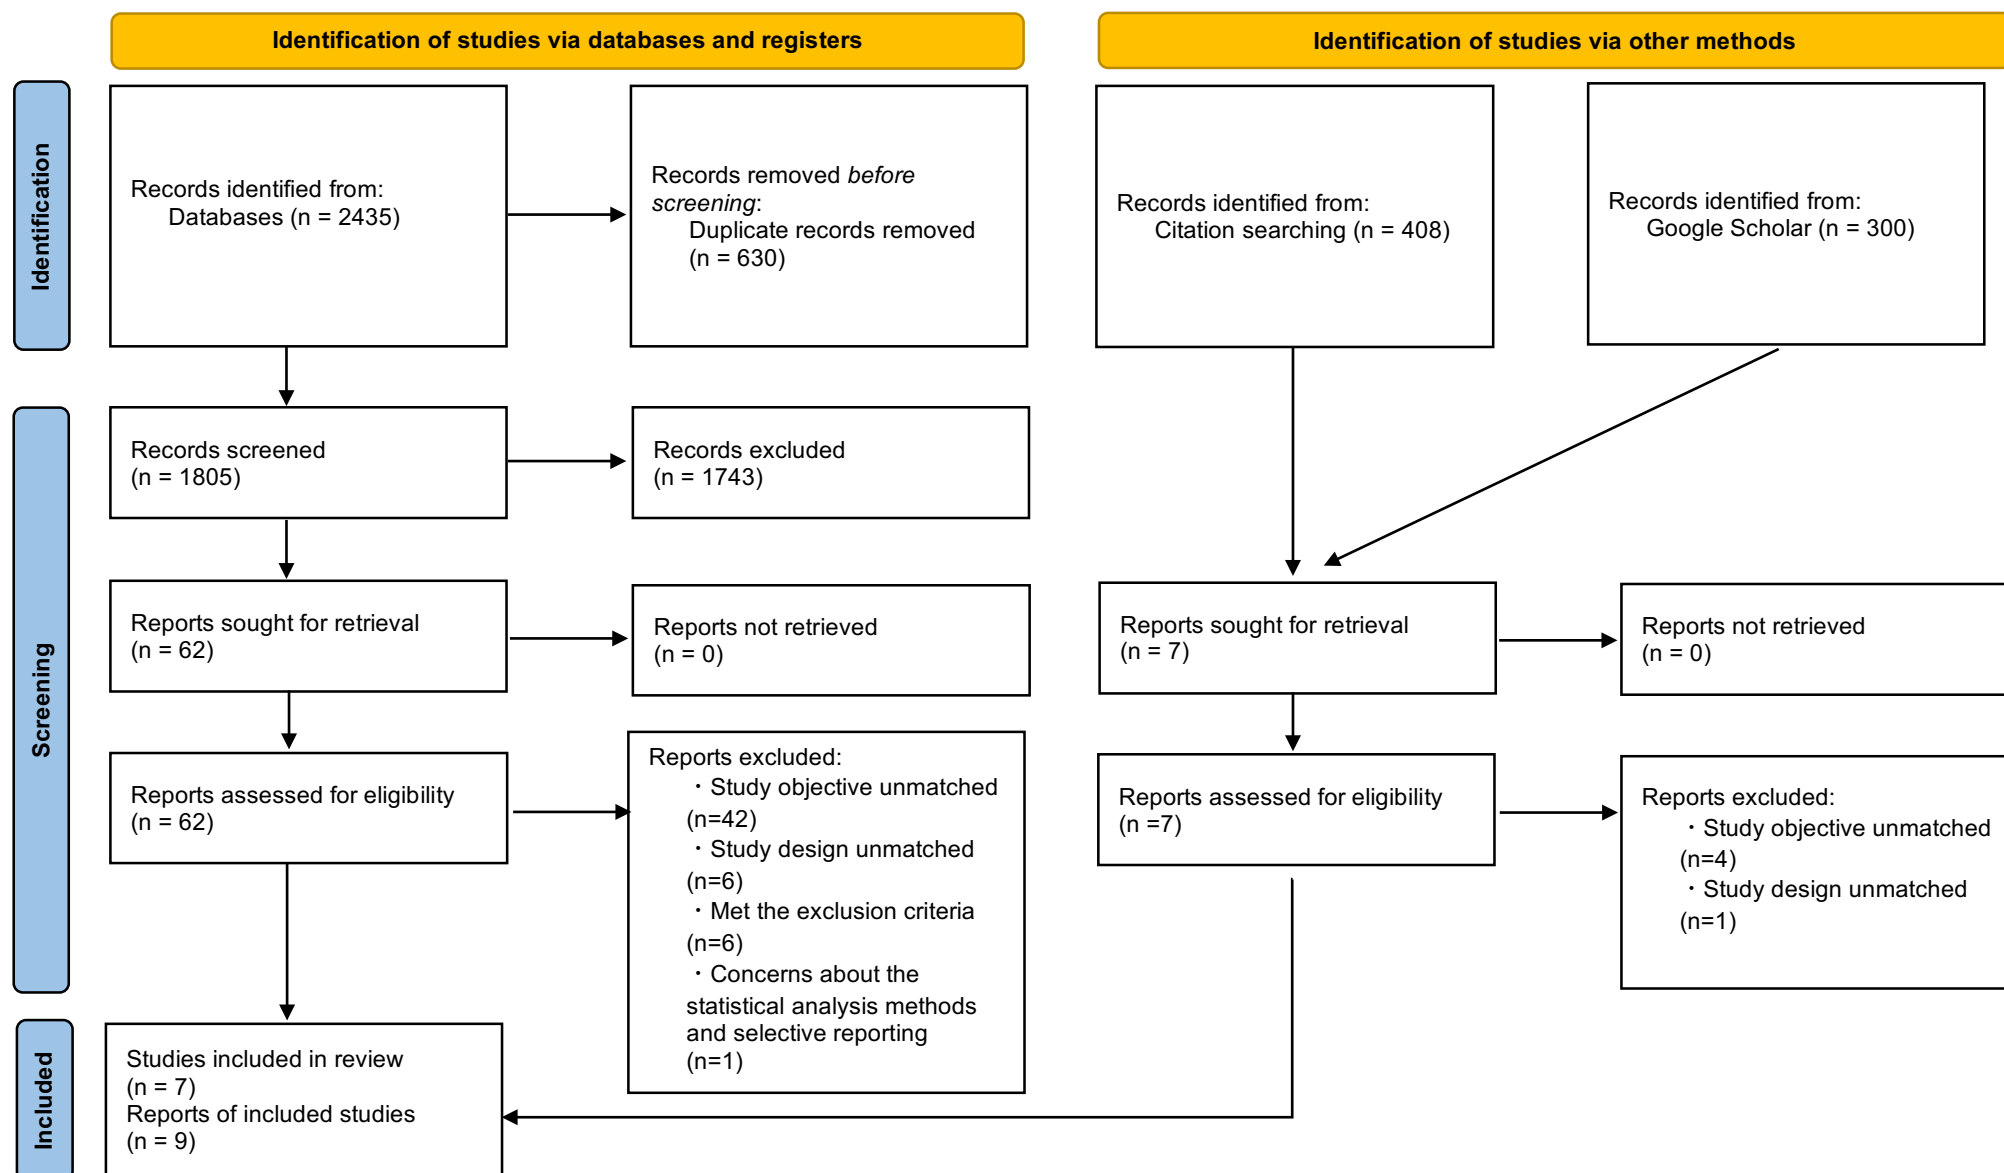 Identification of studies via databases and registers
Identification of studies via other methods
Identification
Records identified from:
Databases (n = 2435)
Records removed before
screening:
Duplicate records removed
(n = 630)
Records identified from:
Citation searching (n = 408)
Records identified from:
Google Scholar (n = 300)
Screening
Records screened
(n = 1805)
Records excluded
(n = 1743)
Reports sought for retrieval
(n = 62)
Reports not retrieved
(n = 0)
Reports sought for retrieval
(n = 7)
Reports not retrieved
(n = 0)
Reports assessed for eligibility
(n = 62)
Reports excluded:
・Study objective unmatched
(n=42)
・Study design unmatched
(n=6)
・Met the exclusion criteria
(n=6)
・Concerns about the
statistical analysis methods
and selective reporting
(n=1)
Reports assessed for eligibility
(n =7)
Reports excluded:
・Study objective unmatched
(n=4)
・Study design unmatched
(n=1)
Included
Studies included in review
(n = 7)
Reports of included studies
(n = 9)